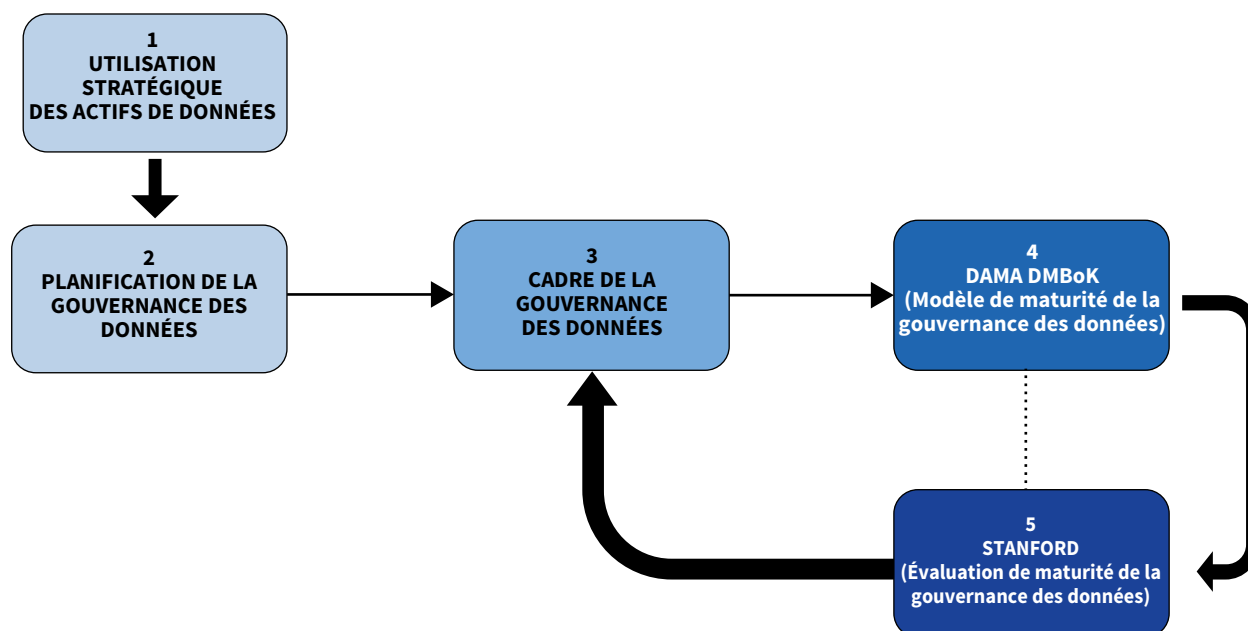 1
UTILISATION
STRATÉGIQUE
DES ACTIFS DE DONNÉES
2
PLANIFICATION DE LA
GOUVERNANCE DES
DONNÉES
3
CADRE DE LA
GOUVERNANCE
DES DONNÉES
4
DAMA DMBoK
(Modèle de maturité de la
gouvernance des données)
5
STANFORD
(Évaluation de maturité de la
gouvernance des données)